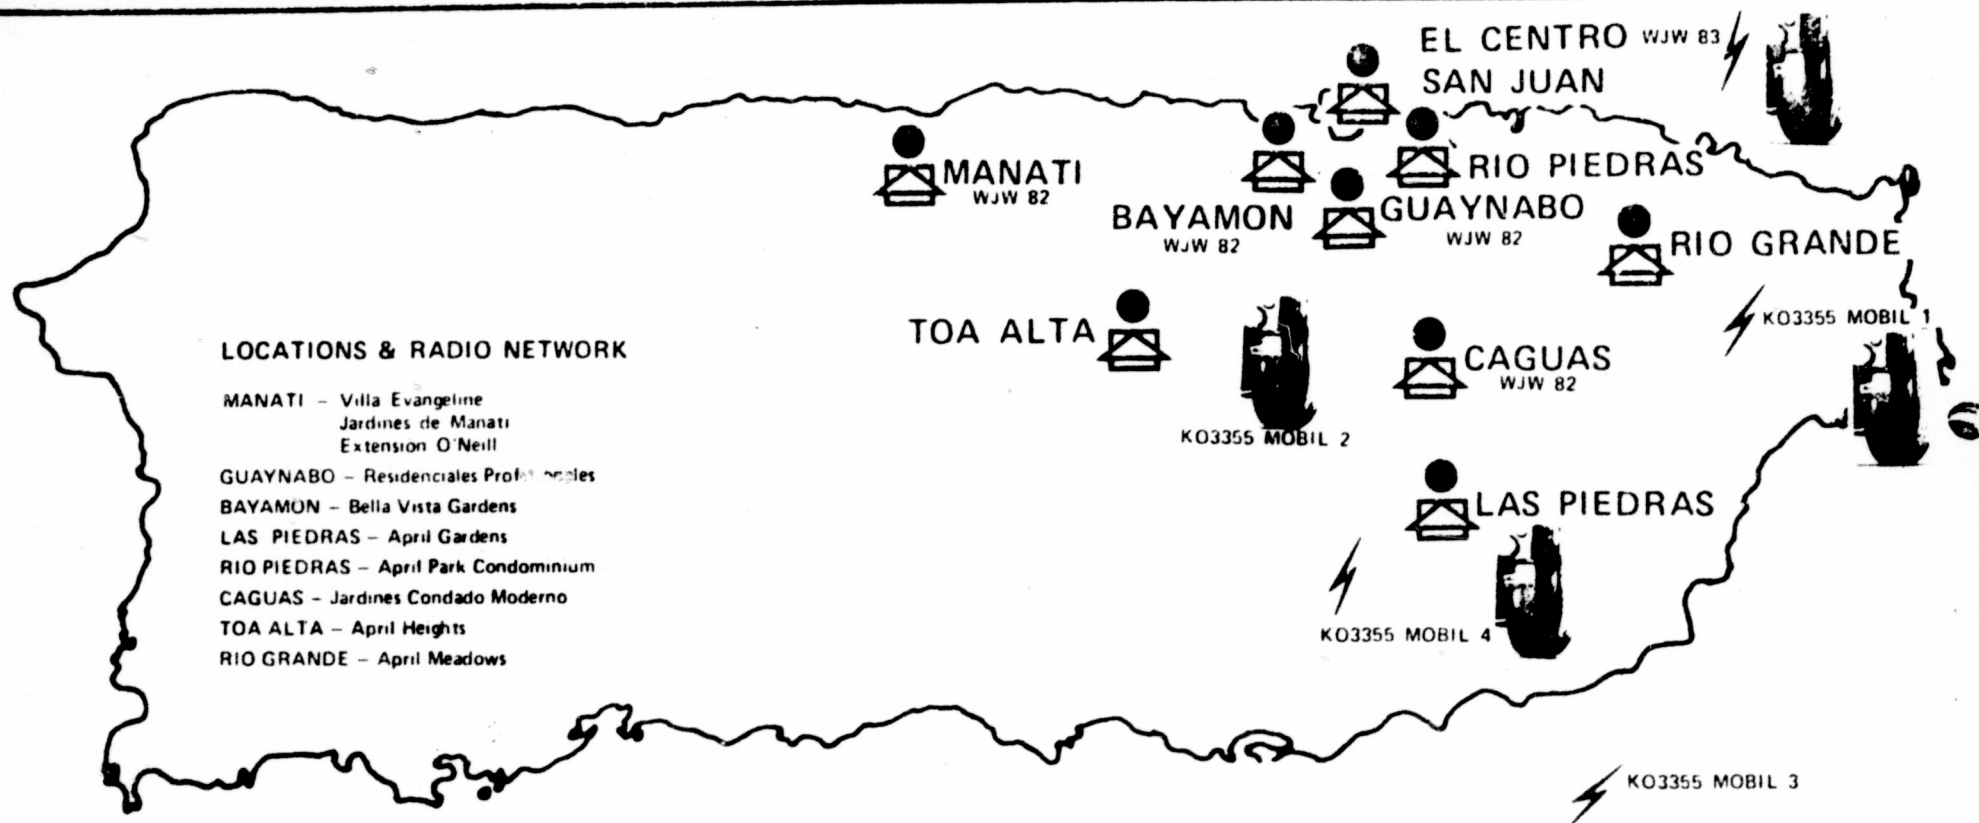 EL CENTRO WJW 83
SAN JUAN
MANATI
WJW 82
RIO PIEDRAS
BAYAMON
WJW 82
GUAYNABO
WJW 82
RIO GRANDE
KO3355 MOBIL 1
TOA ALTA
CAGUAS
WJW 82
KO3355 MOBIL 2
LAS PIEDRAS
KO3355 MOBIL 4
KO3355 MOBIL 3
LOCATIONS & RADIO NETWORK
MANATI – Villa Evangeline
Jardines de Manati
Extension O'Neill
GUAYNABO – Residenciales
BAYAMON – Bella Vista Gardens
LAS PIEDRAS – April Gardens
RIO PIEDRAS – April Park Condominium
CAGUAS – Jardines Condado Moderno
TOA ALTA – April Heights
RIO GRANDE – April Meadows